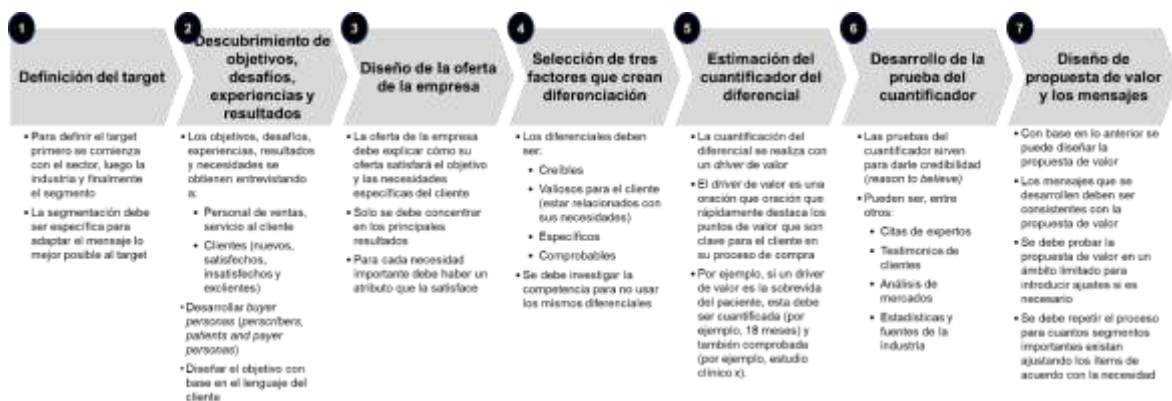 1
Definición del target
• Para definir el target
primero se comienza
con el sector, luego la
industria y finalmente
el segmento
• La segmentación debe
ser específica para
adaptar el mensaje lo
mejor posible al target
2
Descubrimiento de
objetivos,
desafíos,
experiencias y
resultados
• Los objetivos, desafíos,
experiencias, resultados
y necesidades se
obtienen entrevistando
a:
• Personal de ventas,
servicio al cliente
• Clientes (nuevos,
satisfechos,
insatisfechos y
exclientes)
• Desarrollar buyer
personas (perscribers,
patients and payer
personas)
• Diseñar el objetivo con
base en el lenguaje del
cliente
3
Diseño de la oferta
de la empresa
• La oferta de la empresa
debe explicar cómo su
oferta satisfará el objetivo
y las necesidades
específicas del cliente
• Solo se debe concentrar
en los principales
resultados
• Para cada necesidad
importante debe haber un
atributo que la satisface
4
Selección de tres
factores que crean
diferenciación
• Los diferenciales deben
ser:
• Creíbles
• Valiosos para el cliente
(estar relacionados con
sus necesidades)
• Específicos
• Comprobables
• Se debe investigar la
competencia para no usar
los mismos diferenciales
5
Estimación del
cuantificador del
diferencial
• La cuantificación del
diferencial se realiza con
un driver de valor
• El driver de valor es una
oración que oración que
rápidamente destaca los
puntos de valor que son
clave para el cliente en
su proceso de compra
• Por ejemplo, si un driver
de valor es la sobrevida
del paciente, esta debe
ser cuantificada (por
ejemplo, 18 meses) y
también comprobada
(por ejemplo, estudio
clínico x).
6
Desarrollo de la
prueba del
cuantificador
• Las pruebas del
cuantificador sirven
para darle credibilidad
(reason to believe)
• Pueden ser, entre
otros:
• Citas de expertos
• Testimonios de
clientes
• Análisis de
mercados
• Estadísticas y
fuentes de la
industria
7
Diseño de
propuesta de valor
y los mensajes
• Con base en lo anterior se
puede diseñar la
propuesta de valor
• Los mensajes que se
desarrollen deben ser
consistentes con la
propuesta de valor
• Se debe probar la
propuesta de valor en un
ámbito limitado para
introducir ajustes si es
necesario
• Se debe repetir el proceso
para cuantos segmentos
importantes existan
ajustando los ítems de
acuerdo con la necesidad